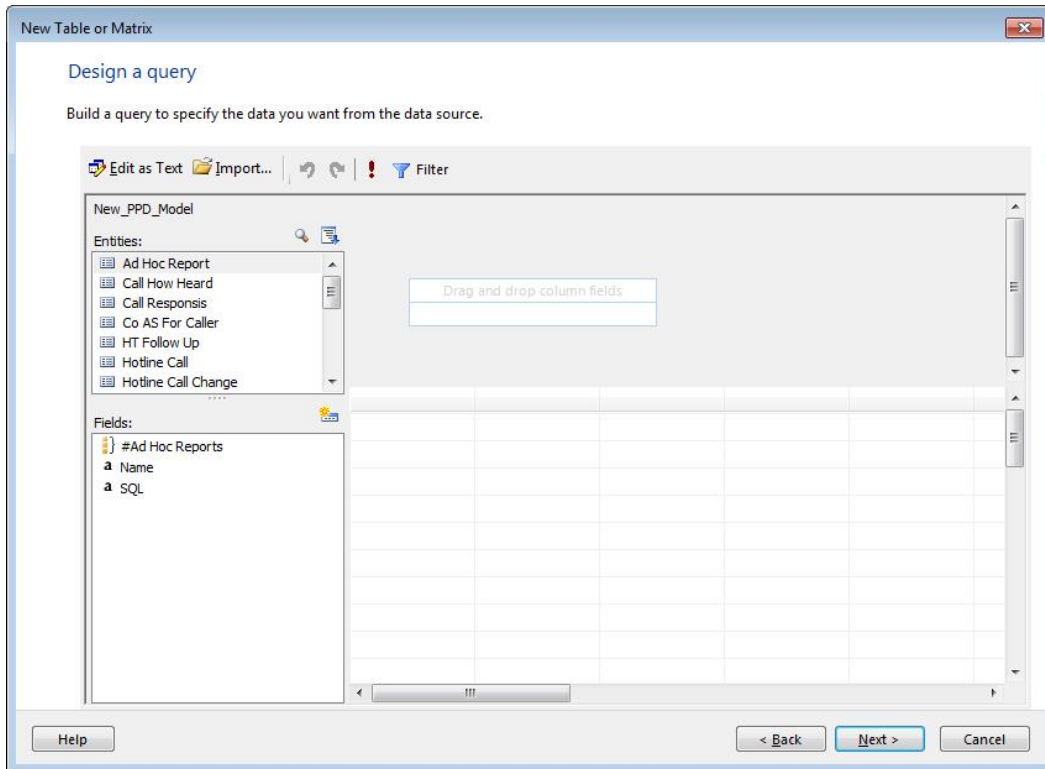 New Table or Matrix
Design a query
Build a query to specify the data you want from the data source.
Edit as Text Import... Filter
New_PPD_Model
Entities:
Ad Hoc Report
Call How Heard
Call Responsis
Co AS For Caller
HT Follow Up
Hotline Call
Hotline Call Change
Drag and drop column fields
Fields:
#Ad Hoc Reports
a Name
a SQL
Help < Back Next > Cancel